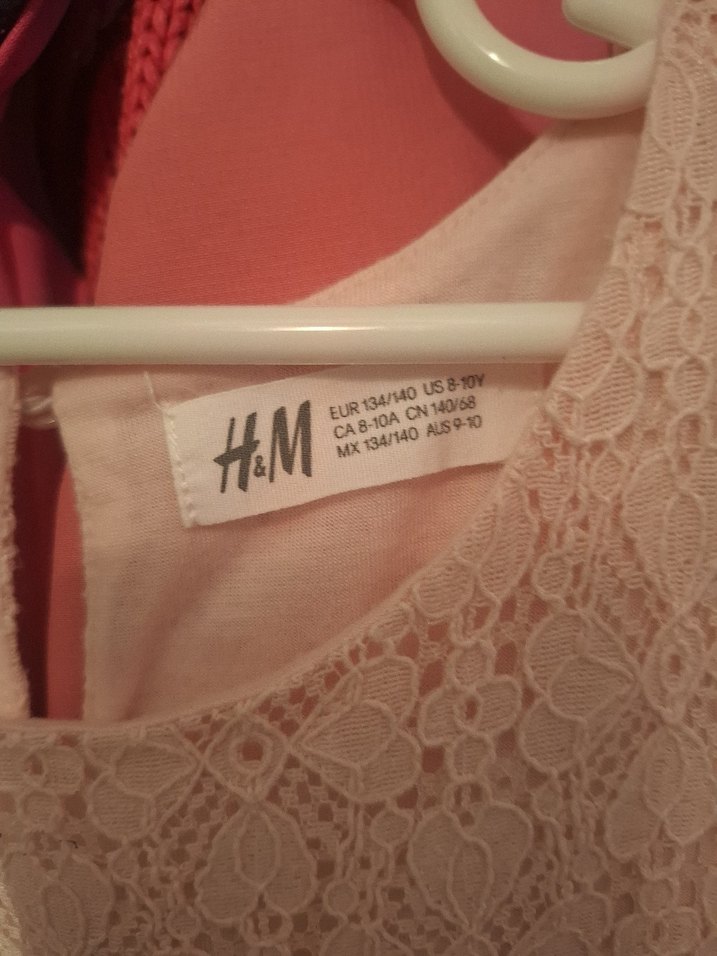 H&M
EUR 134/140 US 8-10Y
CA 8-10A CN 140/68
MX 134/140 AUS 9-10